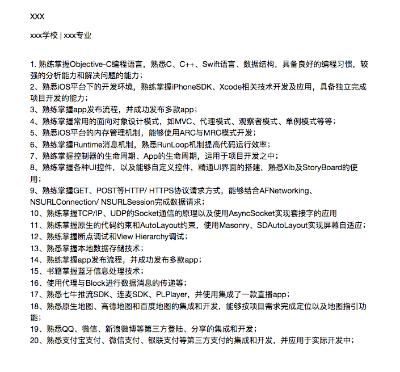 xxx
xxx学校 | xxx专业
1. 熟练掌握Objective-C编程语言，熟悉C、C++、Swift语言、数据结构，具备良好的编程习惯，较
强的分析能力和解决问题的能力；
2、熟悉iOS平台下的开发环境，熟练掌握iPhoneSDK、Xcode相关技术开发及应用，具备独立完成
项目开发的能力；
3、熟练掌握app发布流程，并成功发布多款app；
4、熟练掌握常用的面向对象设计模式，如MVC、代理模式、观察者模式、单例模式等等；
5、熟悉iOS平台的内存管理机制，能够使用ARC与MRC模式开发；
6、熟练掌握Runtime消息机制，熟悉RunLoop机制提高代码运行效率；
7、熟练掌握控制器的生命周期、App的生命周期，运用于项目开发之中；
8、熟练掌握各种UI控件，以及能够自定义控件，精通UI界面的搭建、熟悉Xib及StoryBoard的使
用；
9、熟练掌握GET、POST等HTTP/ HTTPS协议请求方式，能够结合AFNetworking、
NSURLConnection/ NSURLSession完成数据请求；
10、熟练掌握TCP/IP、UDP的Socket通信的原理以及使用AsyncSocket实现套接字的应用
11、熟练掌握原生的代码约束和AutoLayout约束，使用Masonry、SDAutoLayout实现屏幕自适应；
12、熟练掌握断点调试和View Hierarchy调试；
13、熟练掌握本地数据存储技术；
14、熟练掌握app发布流程，并成功发布多款app；
15、书籍掌握蓝牙信息处理技术；
16、使用代理与Block进行数据消息的传递等；
17、熟悉七牛推流SDK、连麦SDK、PLPlayer，并使用集成了一款直播app；
18、熟悉原生地图、高德地图和百度地图的集成和开发，能够按项目需求完成定位以及地图指引功
能；
19、熟悉QQ、微信、新浪微博等第三方登陆、分享的集成和开发；
20、熟悉支付宝支付、微信支付、银联支付等第三方支付的集成和开发，并应用于实际开发中；